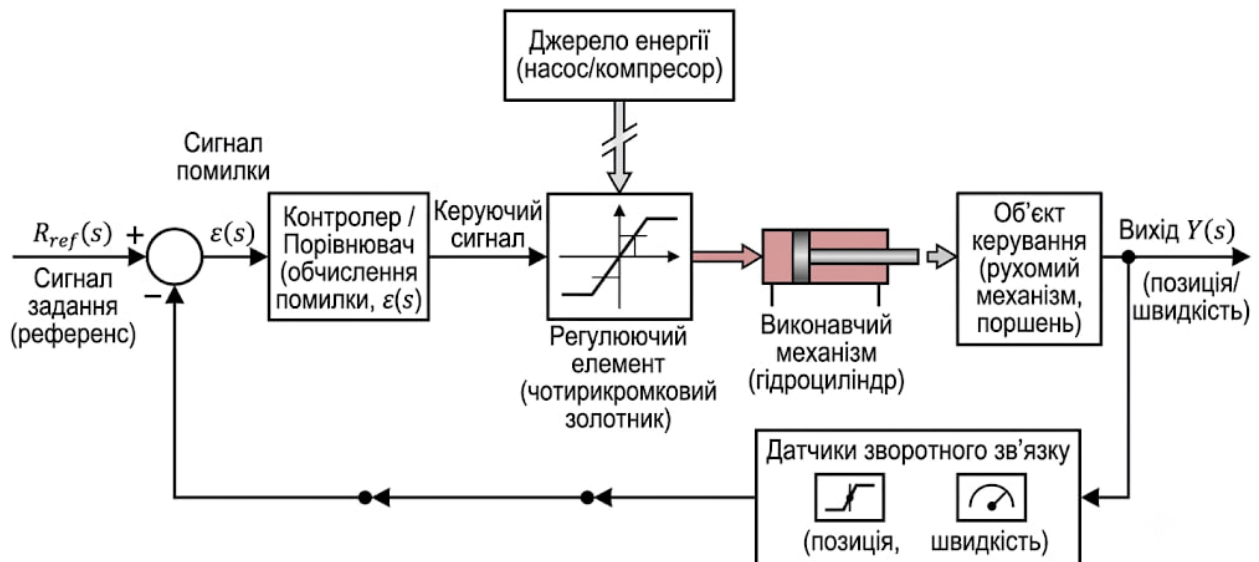 Джерело енергії
(насос/компресор)
Сигнал
помилки
R_ref(s) +
−
Сигнал
задання
(референс)
ε(s)
Контролер /
Порівнювач
(обчислення
помилки, ε(s)
Керуючий
сигнал
Регулюючий
елемент
(чотирикромковий
золотник)
Виконавчий
механізм
(гідроциліндр)
Об’єкт
керування
(рухомий
механізм,
поршень)
Вихід Y(s)
(позиція/
швидкість)
Датчики зворотного зв’язку
(позиція, швидкість)